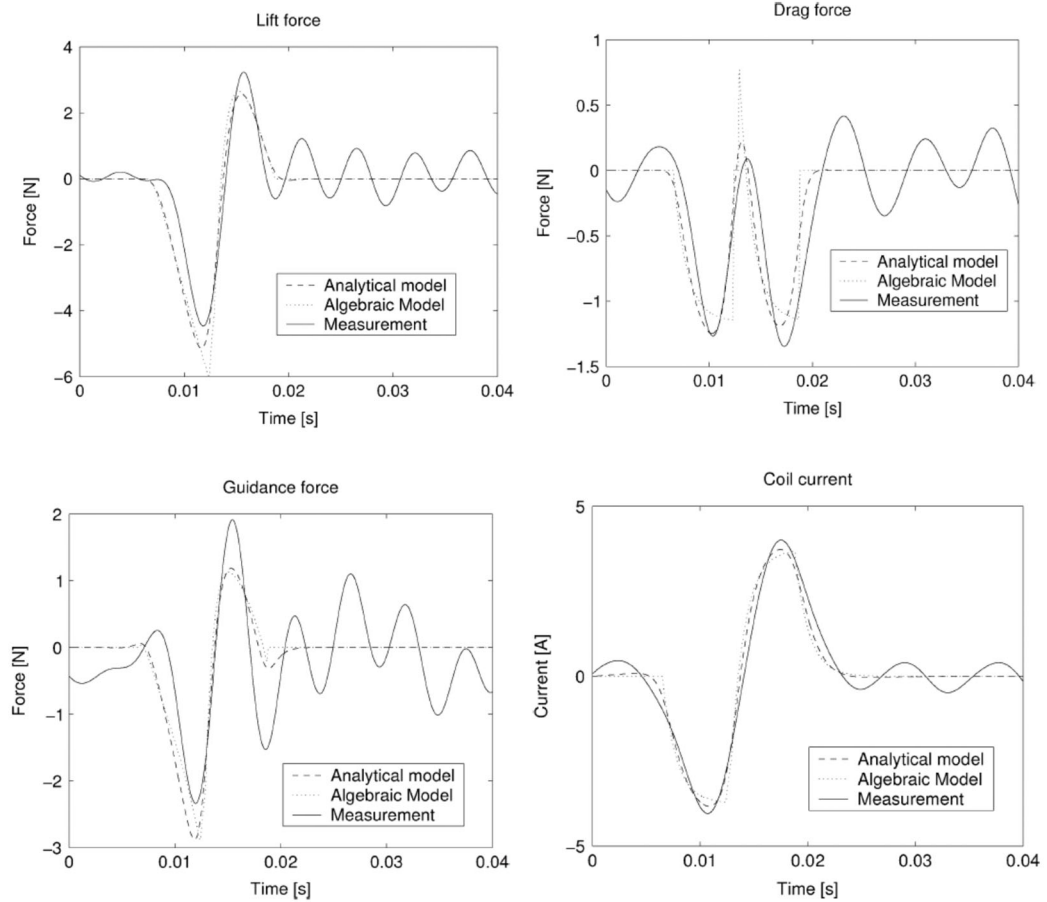 Lift force
4
2
0
−2
−4
−6
Force [N]
Analytical model
Algebraic Model
Measurement
0 0.01 0.02 0.03 0.04
Time [s]
Drag force
1
0.5
0
−0.5
−1
−1.5
Force [N]
Analytical model
Algebraic Model
Measurement
0 0.01 0.02 0.03 0.04
Time [s]
Guidance force
2
1
0
−1
−2
−3
Force [N]
Analytical model
Algebraic Model
Measurement
0 0.01 0.02 0.03 0.04
Time [s]
Coil current
5
0
−5
Current [A]
Analytical model
Algebraic Model
Measurement
0 0.01 0.02 0.03 0.04
Time [s]